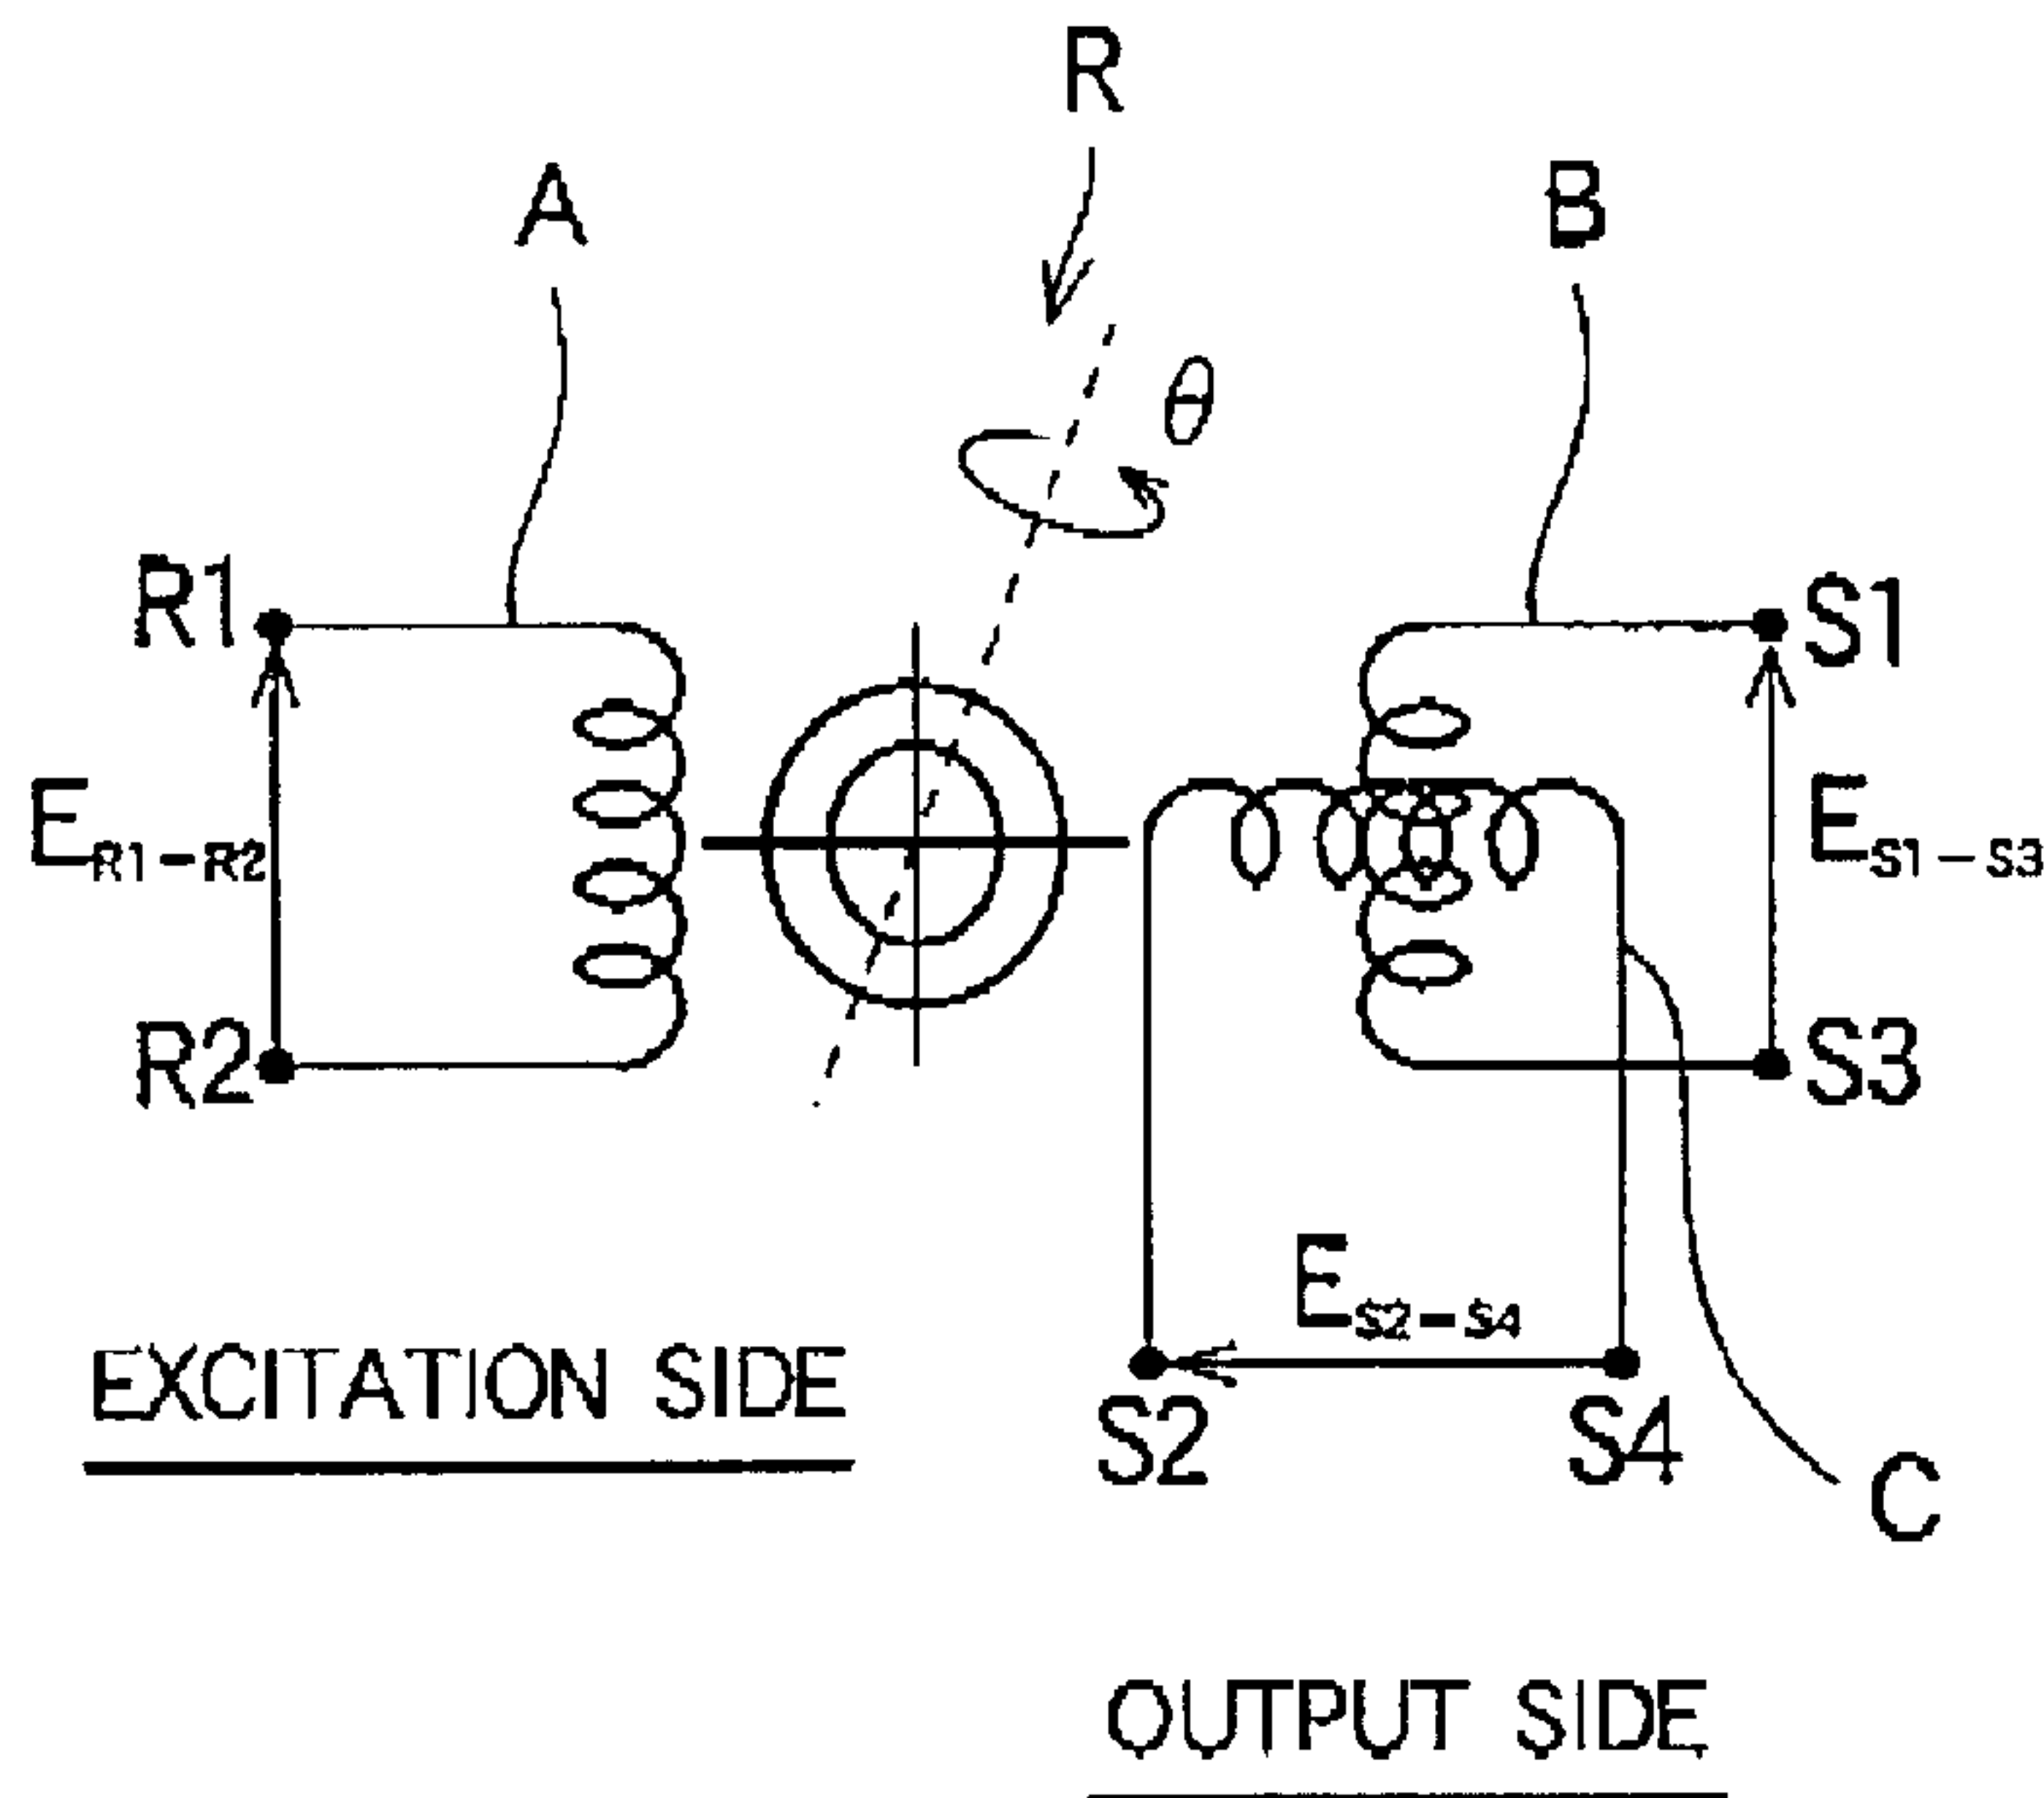 R
A
B
θ
R1
S1
E R1-R2
E S1-S3
R2
S3
E S2-S4
EXCITATION SIDE
S2
S4
C
OUTPUT SIDE